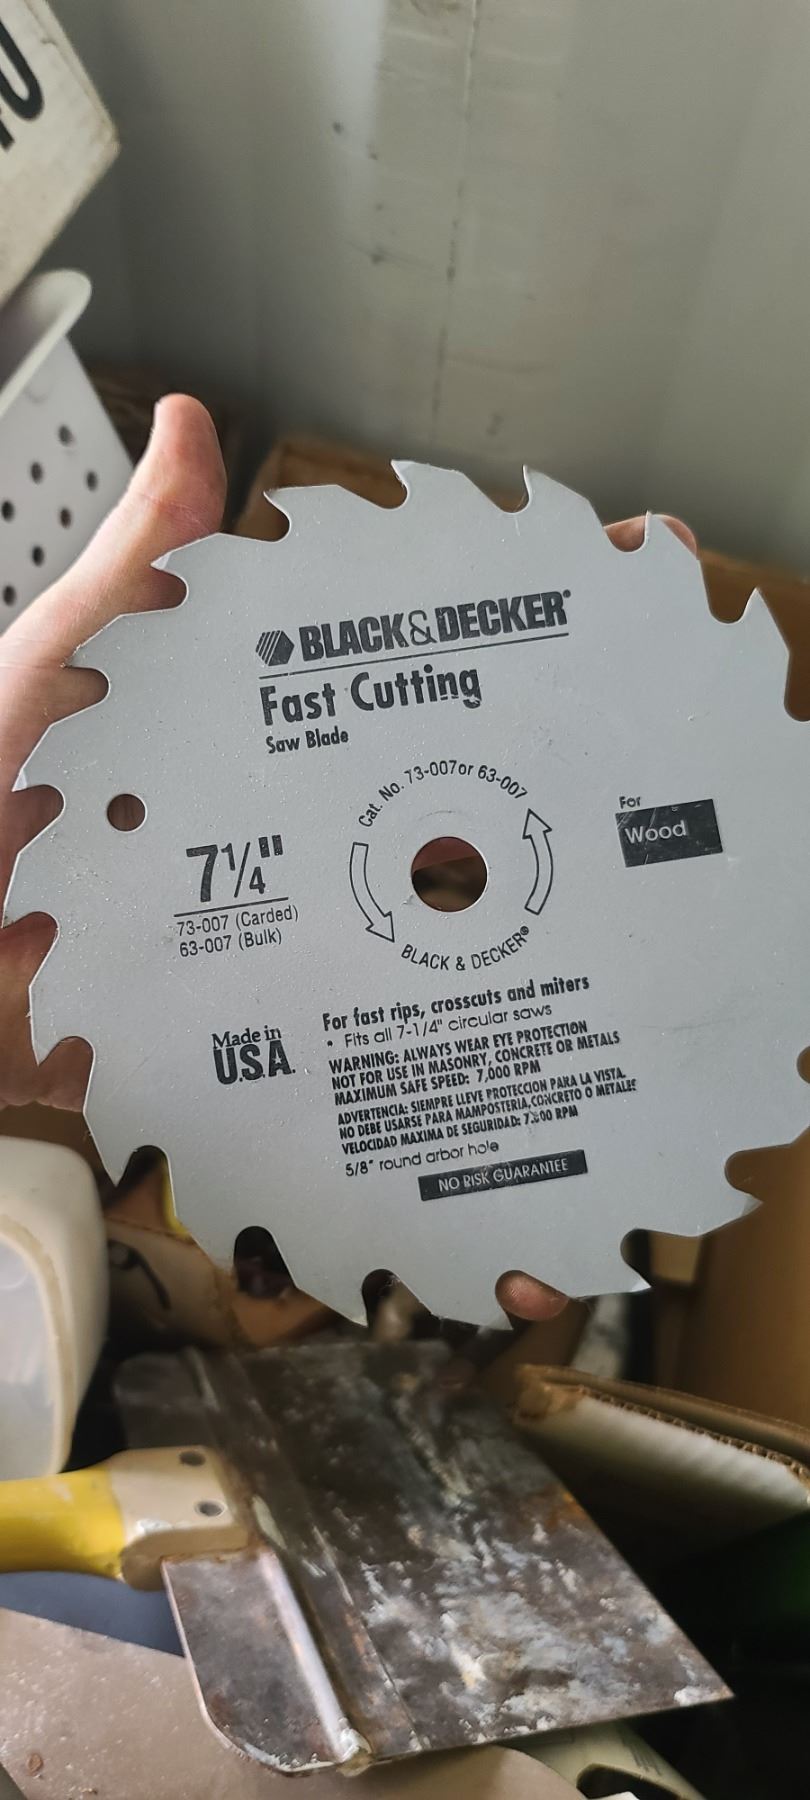 BLACK&DECKER®
Fast Cutting
Saw Blade
Cat. No. 73-007 or 63-007
BLACK & DECKER®
For
Wood
7 1/4"
73-007 (Carded)
63-007 (Bulk)
Made in
U.S.A.
For fast rips, crosscuts and miters
• Fits all 7-1/4" circular saws
WARNING: ALWAYS WEAR EYE PROTECTION
NOT FOR USE IN MASONRY, CONCRETE OR METALS
MAXIMUM SAFE SPEED: 7,000 RPM
ADVERTENCIA: SIEMPRE LLEVE PROTECCION PARA LA VISTA.
NO DEBE USARSE PARA MAMPOSTERIA, CONCRETO O METALES
VELOCIDAD MAXIMA DE SEGURIDAD: RPM
5/8" round arbor hole
NO RISK GUARANTEE